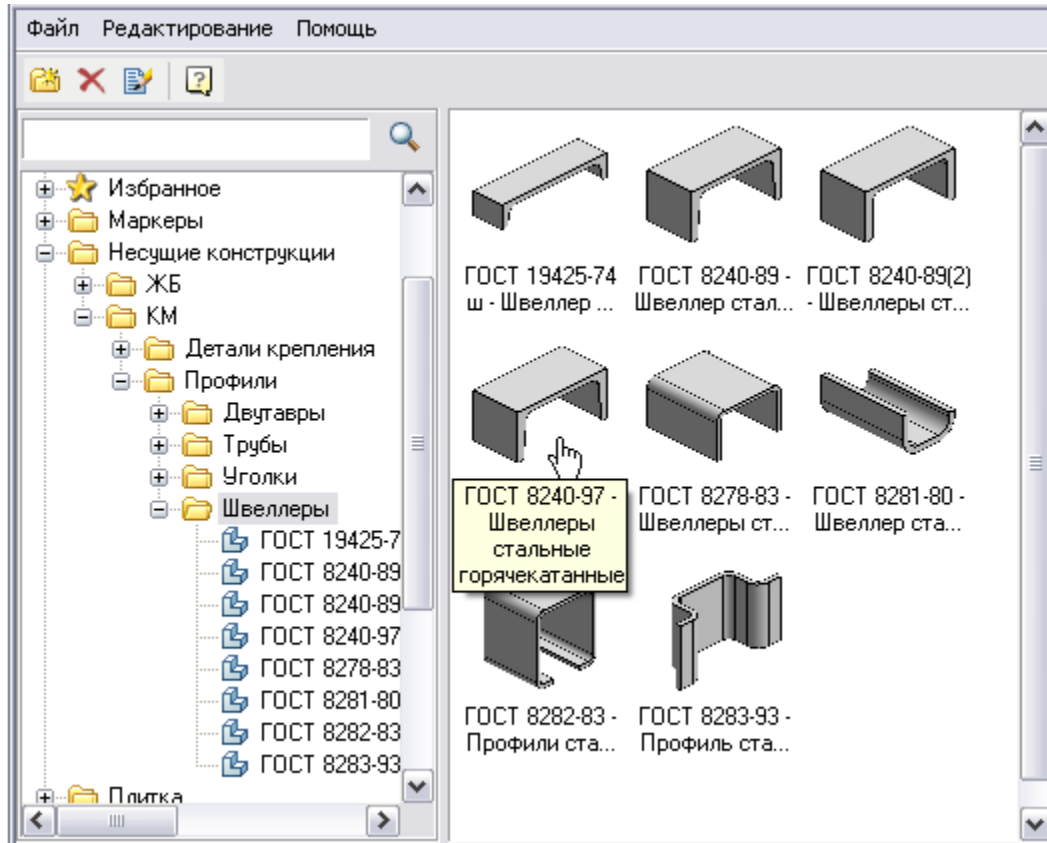 Файл Редактирование Помощь
Избранное
Маркеры
Несущие конструкции
ЖБ
КМ
Детали крепления
Профили
Двутавры
Трубы
Уголки
Швеллеры
ГОСТ 19425-7
ГОСТ 8240-89
ГОСТ 8240-89
ГОСТ 8240-97
ГОСТ 8278-83
ГОСТ 8281-80
ГОСТ 8282-83
ГОСТ 8283-93
Плитка
ГОСТ 19425-74
ш - Швеллер ...
ГОСТ 8240-89 -
Швеллер стал...
ГОСТ 8240-89(2)
- Швеллеры ст...
ГОСТ 8240-97 -
Швеллеры
стальные
горячекатанные
ГОСТ 8278-83 -
Швеллеры ст...
ГОСТ 8281-80 -
Швеллер ста...
ГОСТ 8282-83 -
Профили ста...
ГОСТ 8283-93 -
Профиль ста...